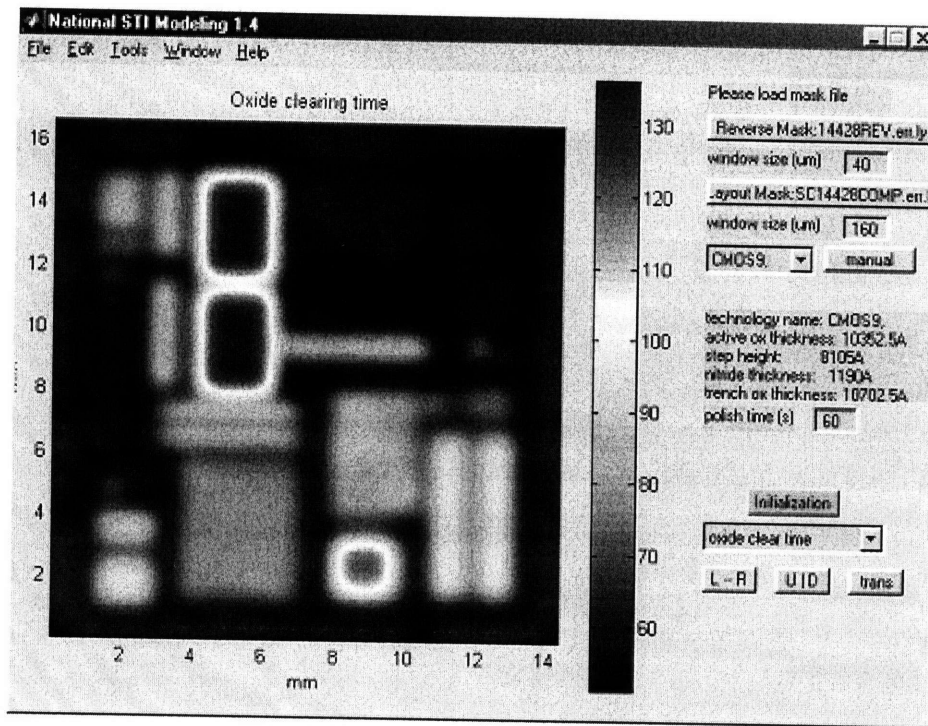 National STI Modeling 1.4
File Edit Tools Window Help
Oxide clearing time
16
14
12
10
8
6
4
2
2 4 6 8 10 12 14
mm
130
120
110
100
90
80
70
60
Please load mask file
Reverse Mask:14428REV.err.ly
window size (um) 40
.ayout Mask:SC14428COMP.err.
window size (um) 160
CMOS9, manual
technology name: CMOS9,
active ox thickness: 10352.5A
step height: 8105A
nitride thickness: 1190A
trench ox thickness: 10702.5A
polish time (s) 60
Initialization
oxide clear time
L - R U I D trans